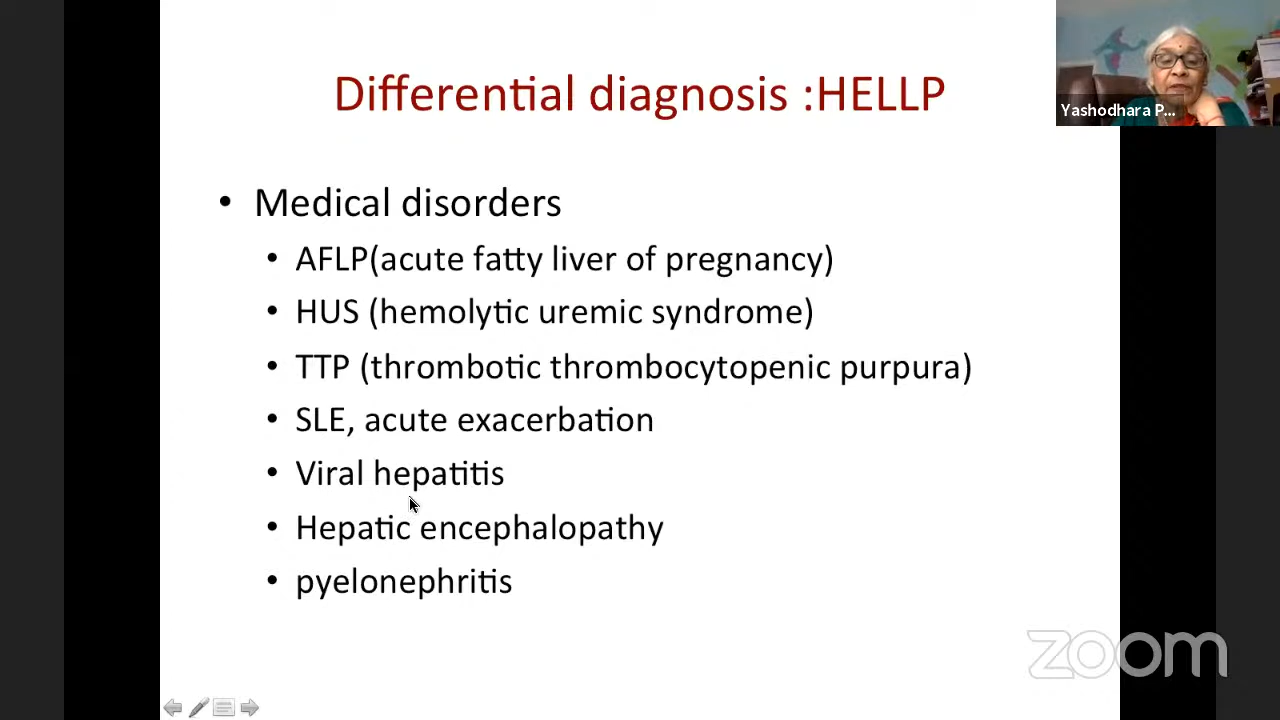 Differential diagnosis :HELLP
Yashodhara P...
• Medical disorders
• AFLP(acute fatty liver of pregnancy)
• HUS (hemolytic uremic syndrome)
• TTP (thrombotic thrombocytopenic purpura)
• SLE, acute exacerbation
• Viral hepatitis
• Hepatic encephalopathy
• pyelonephritis
zoom